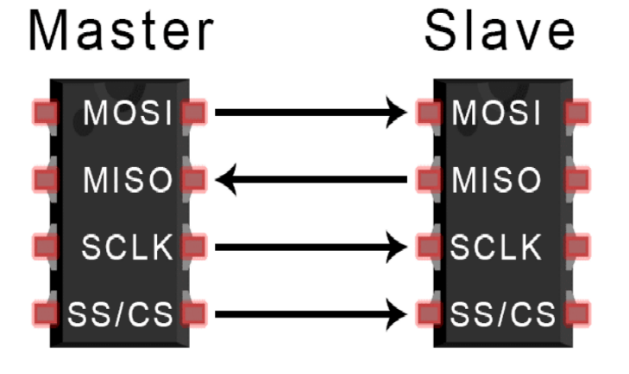 Master Slave
MOSI MOSI
MISO MISO
SCLK SCLK
SS/CS SS/CS